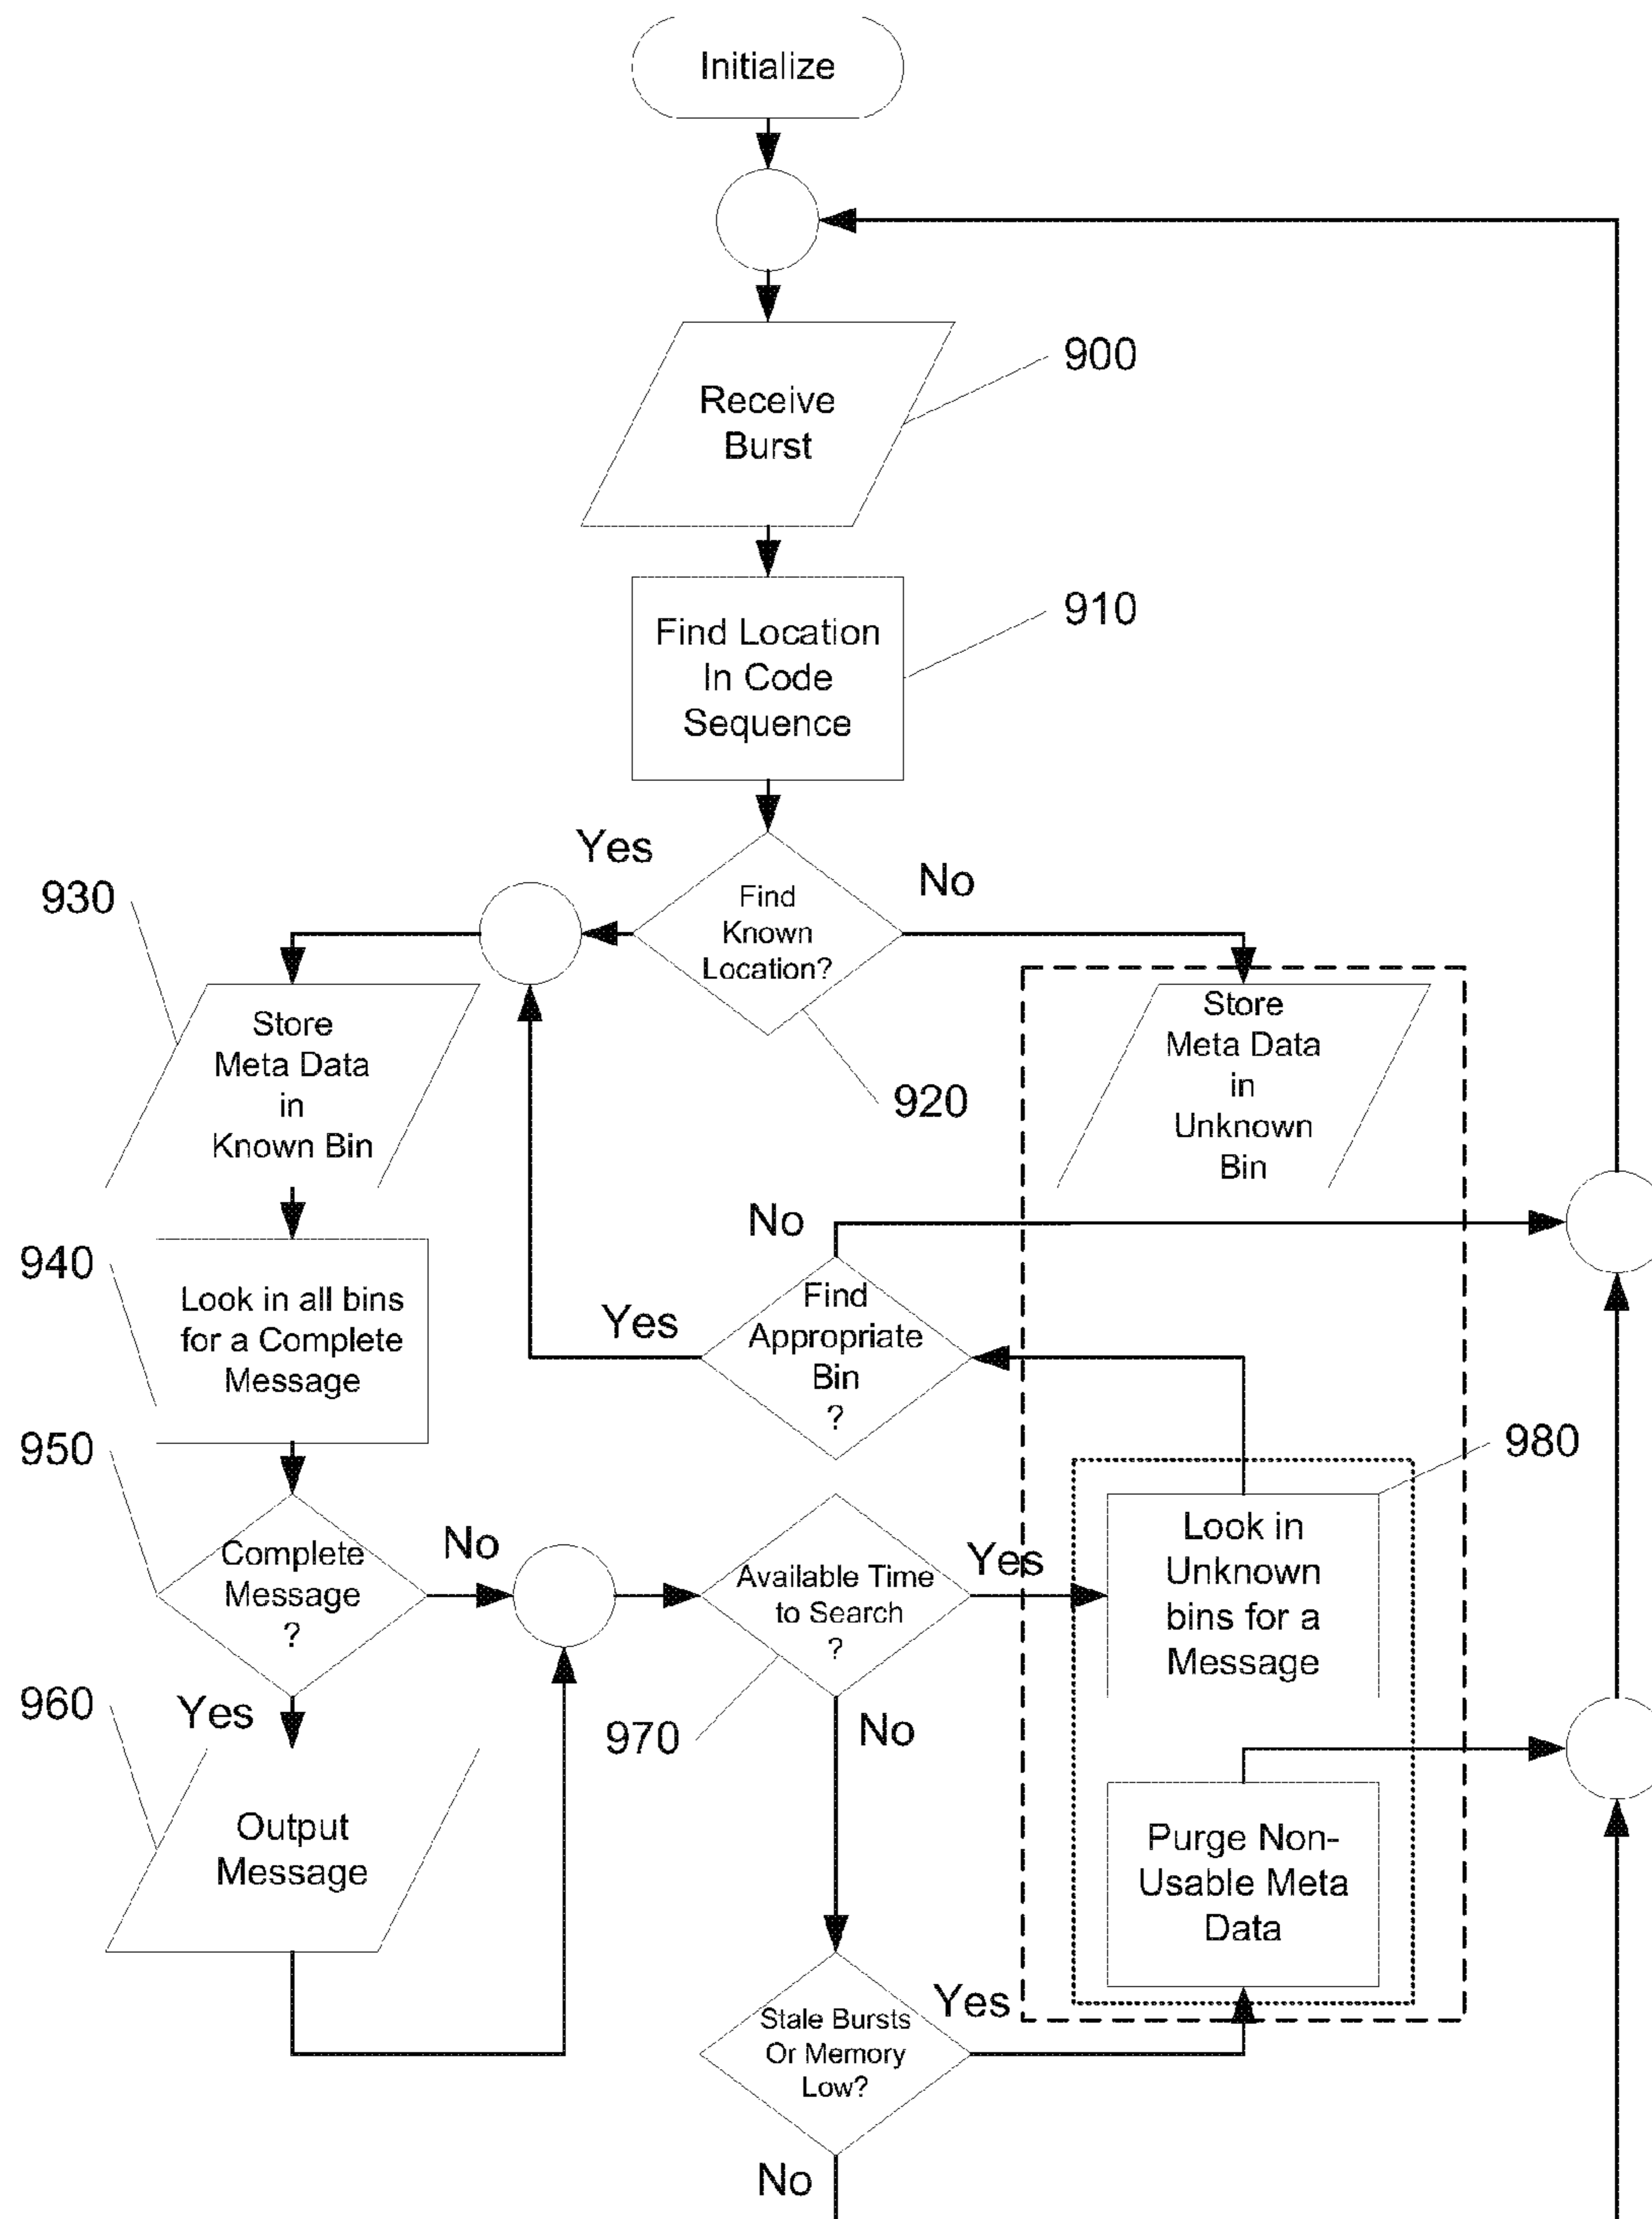 Initialize
Receive
Burst
900
Find Location
In Code
Sequence
910
Find
Known
Location?
Yes
No
920
930
Store
Meta Data
in
Known Bin
Store
Meta Data
in
Unknown
Bin
940
Look in all bins
for a Complete
Message
Find
Appropriate
Bin
?
No
Yes
950
Complete
Message
?
No
Yes
Available Time
to Search
?
Yes
No
970
980
Look in
Unknown
bins for a
Message
960
Output
Message
Purge Non-
Usable Meta
Data
Stale Bursts
Or Memory
Low?
Yes
No